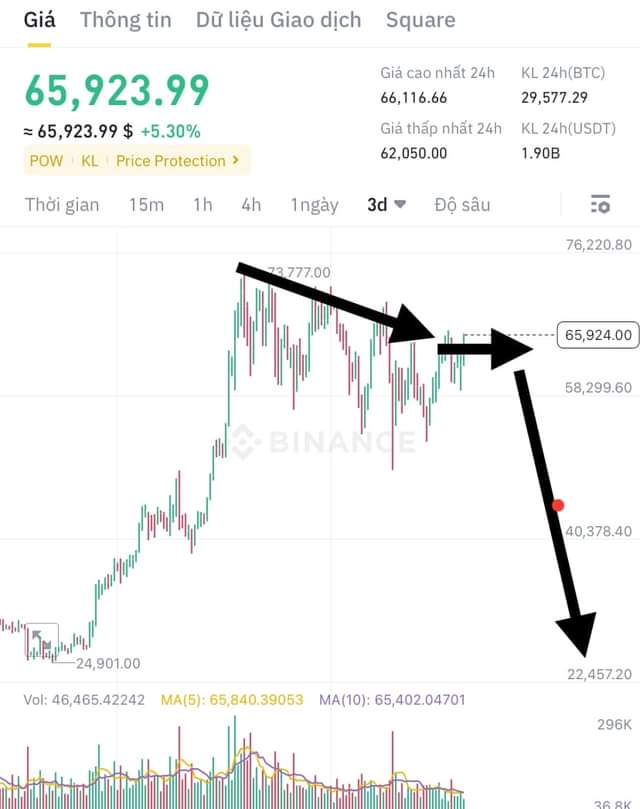 Giá Thông tin Dữ liệu Giao dịch Square
65,923.99
≈ 65,923.99 $ +5.30%
POW KL Price Protection
Giá cao nhất 24h KL 24h(BTC)
66,116.66 29,577.29
Giá thấp nhất 24h KL 24h(USDT)
62,050.00 1.90B
Thời gian 15m 1h 4h 1ngày 3d Độ sâu
76,220.80
73,777.00
65,924.00
58,299.60
BINANCE
40,378.40
24,901.00
22,457.20
Vol: 46,465.42242 MA(5): 65,840.39053 MA(10): 65,402.04701
296K